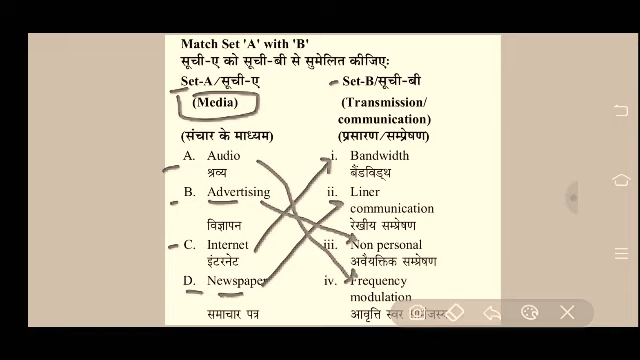 Match Set 'A' with 'B'
सूची-ए को सूची-बी से सुमेलित कीजिए:
Set-A/सूची-ए Set-B/सूची-बी
(Media) (Transmission/
communication)
(संचार के माध्यम) (प्रसारण/सम्प्रेषण)
A. Audio i. Bandwidth
श्रव्य बैंडविड्थ
B. Advertising ii. Liner
communication
विज्ञापन रेखीय सम्प्रेषण
C. Internet iii. Non personal
इंटरनेट अवैयक्तिक सम्प्रेषण
D. Newspaper iv. Frequency
modulation
समाचार पत्र आवृत्ति स्वर